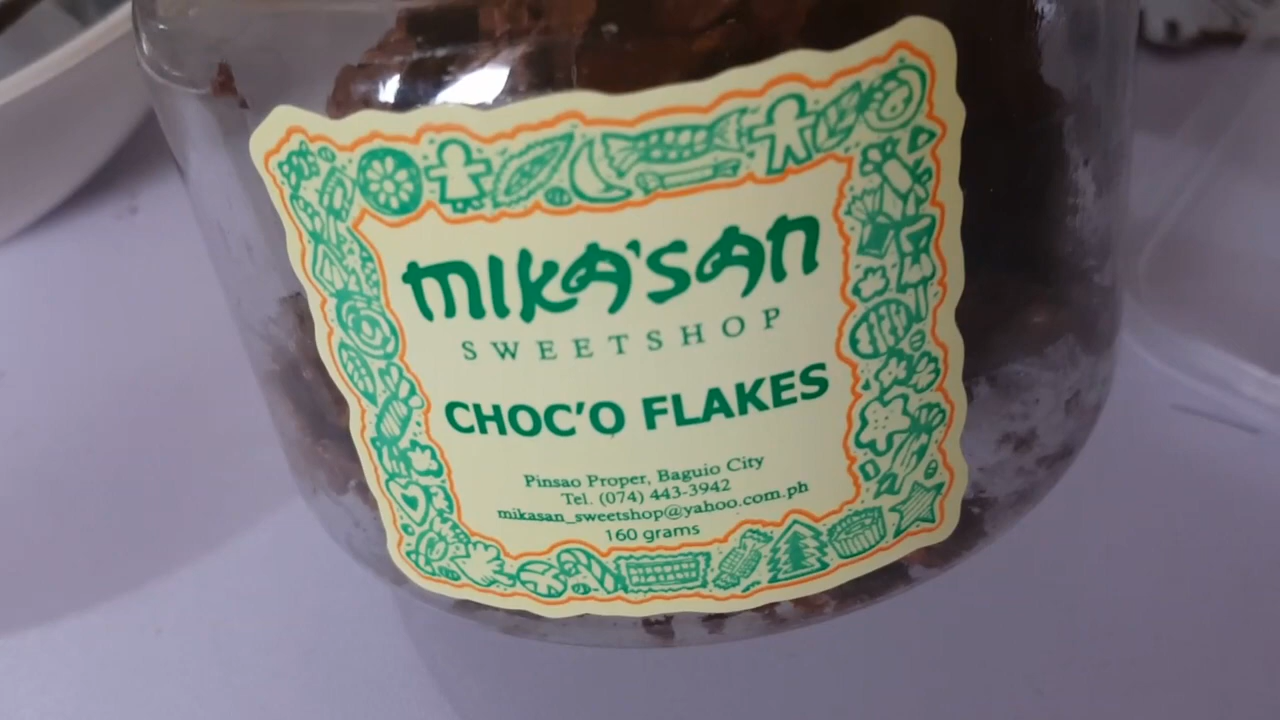 mika'san
SWEETSHOP
CHOC'O FLAKES
Pinsao Proper, Baguio City
Tel. (074) 443-3942
mikasan_sweetshop@yahoo.com.ph
160 grams